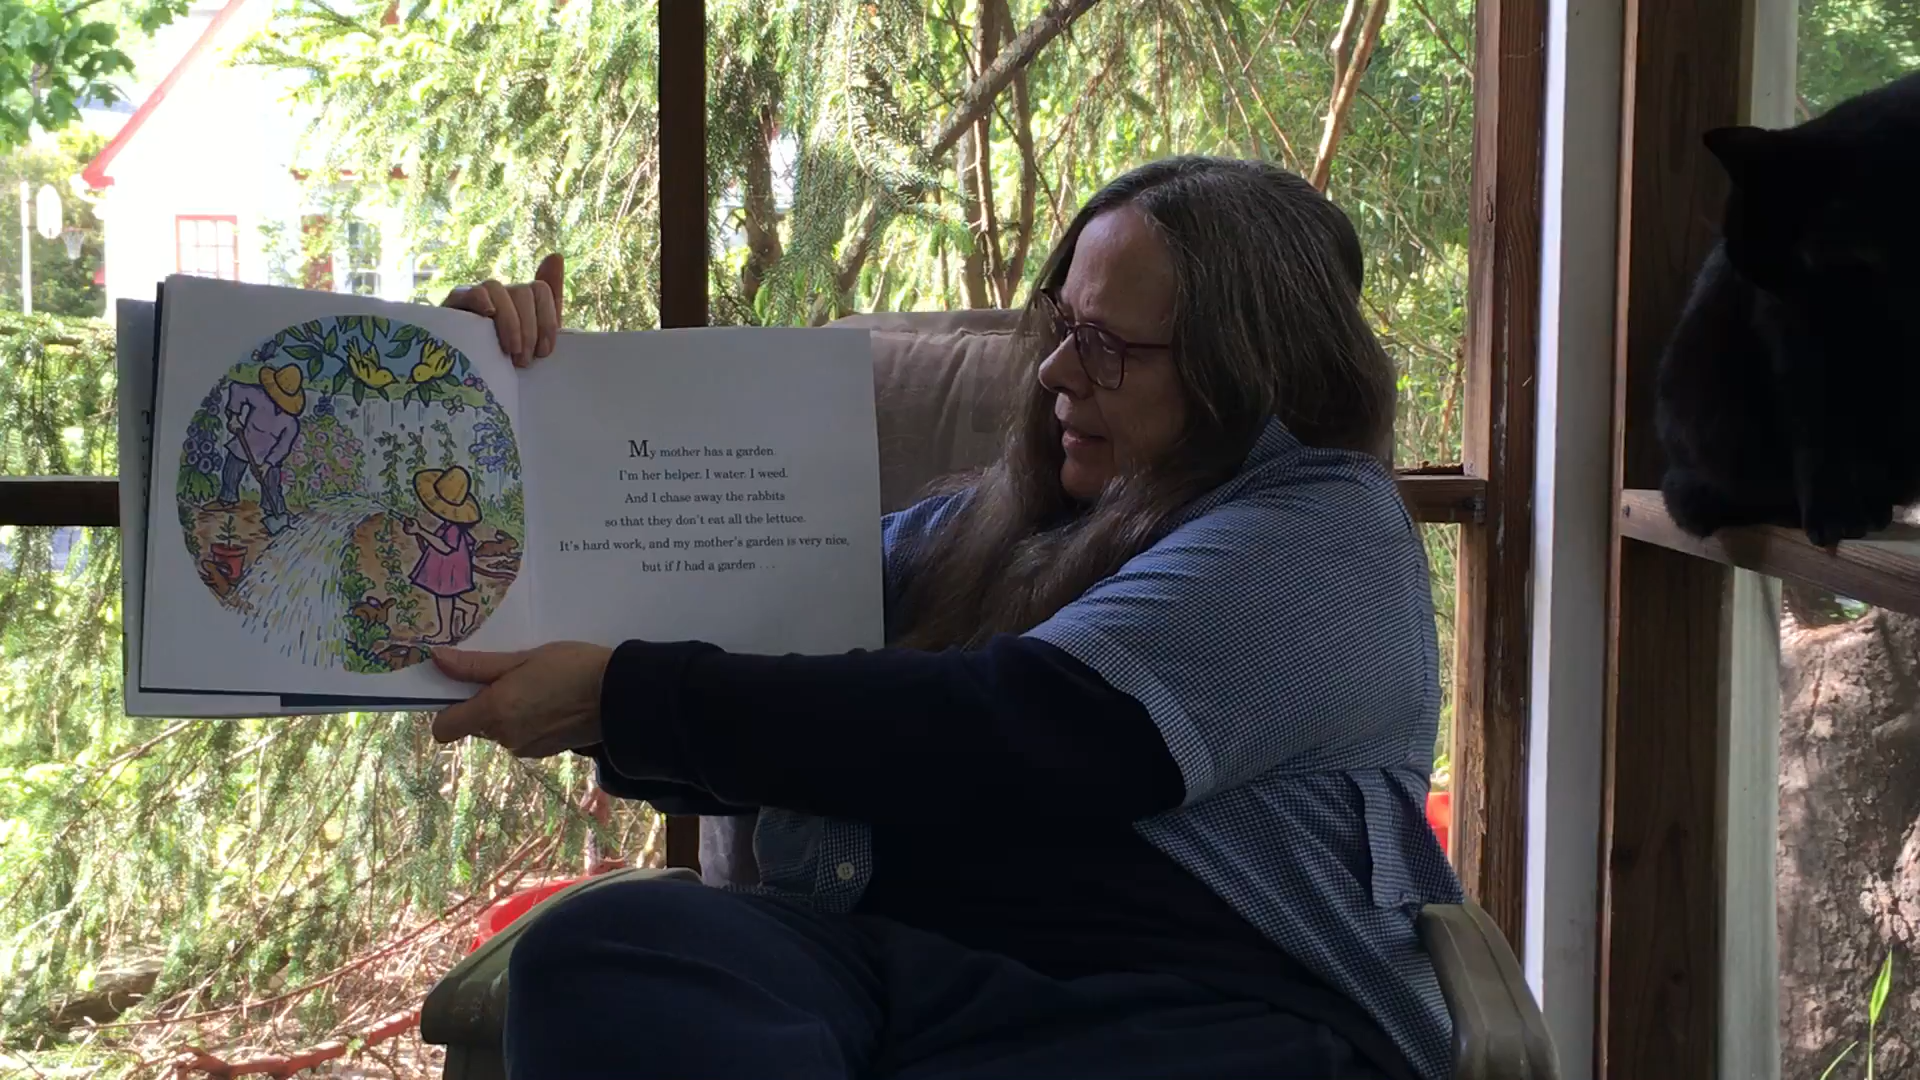 My mother has a garden.
I'm her helper. I water. I weed.
And I chase away the rabbits
so that they don't eat all the lettuce.
It's hard work, and my mother's garden is very nice,
but if I had a garden . . .